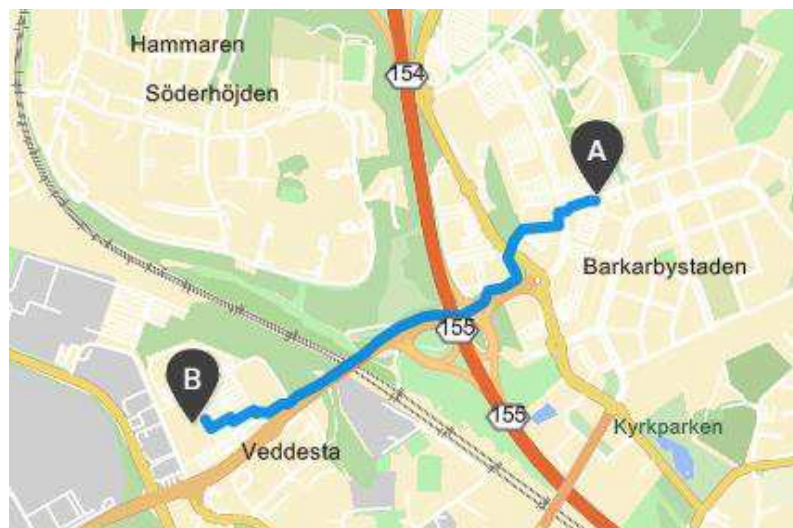 Hammaren
154
Söderhöjden
A
Barkarbystaden
155
B
155
Kyrkparken
Veddesta